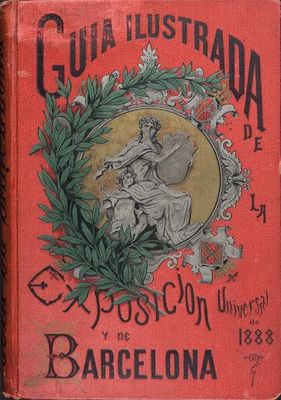 GUIA ILUSTRADA
DE
LA
EXPOSICION Universal
de
1888
Y DE
BARCELONA